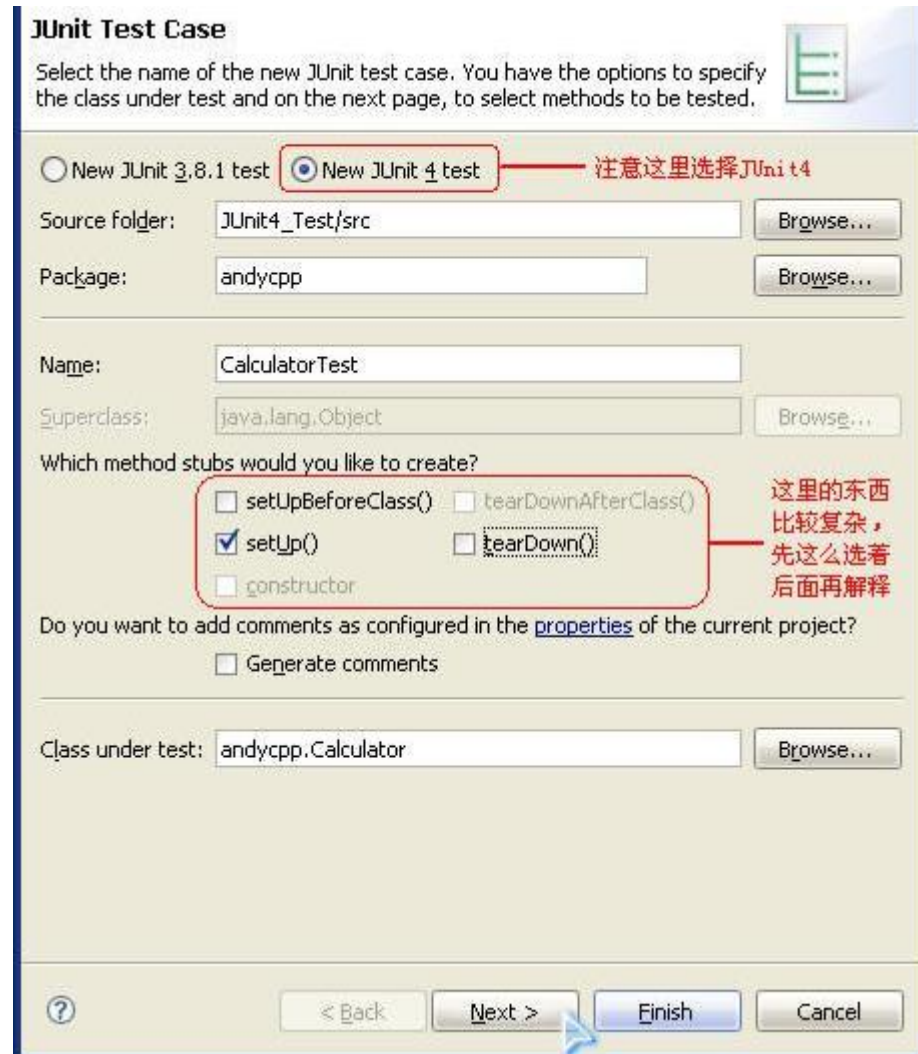 JUnit Test Case
Select the name of the new JUnit test case. You have the options to specify
the class under test and on the next page, to select methods to be tested.
New JUnit 3.8.1 test New JUnit 4 test 注意这里选择JUnit4
Source folder: JUnit4_Test/src Browse...
Package: andycpp Browse...
Name: CalculatorTest
Superclass: java.lang.Object Browse...
Which method stubs would you like to create?
setUpBeforeClass() tearDownAfterClass()
setUp() tearDown()
constructor
这里的东西
比较复杂，
先这么选着
后面再解释
Do you want to add comments as configured in the properties of the current project?
Generate comments
Class under test: andycpp.Calculator Browse...
? < Back Next > Finish Cancel